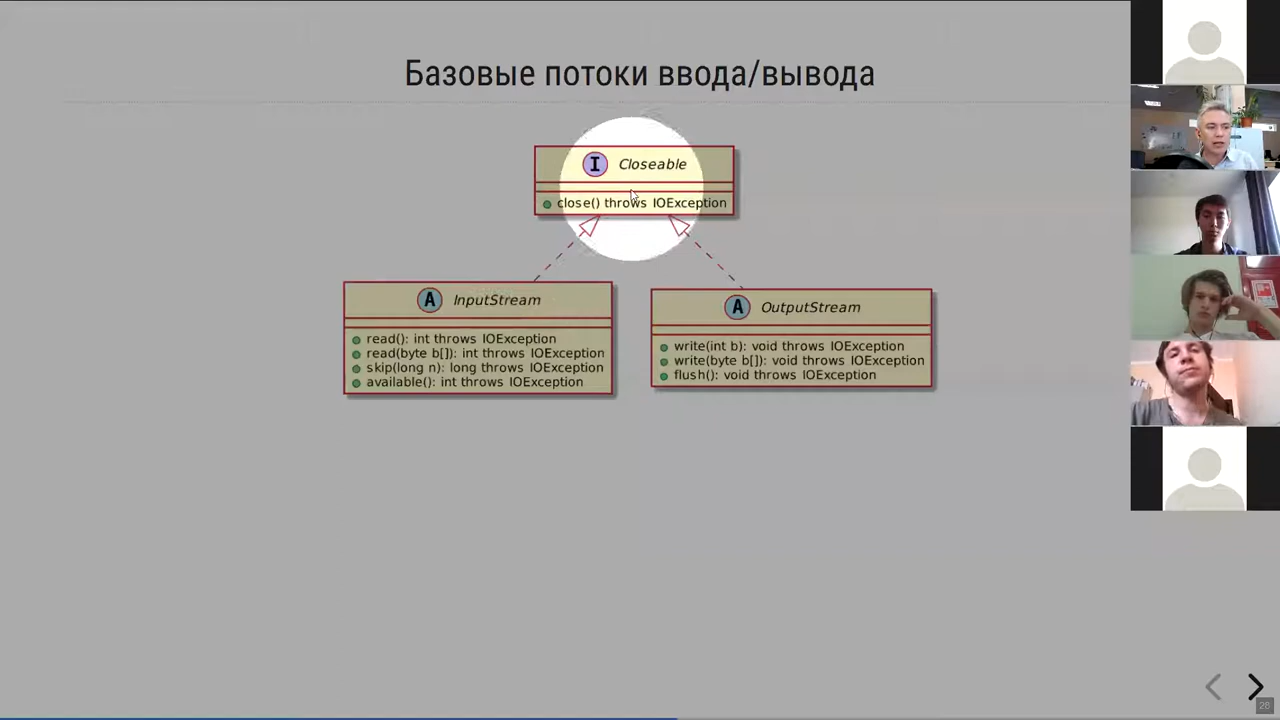 Базовые потоки ввода/вывода
I Closeable
close() throws IOException
A InputStream
read(): int throws IOException
read(byte b[]): int throws IOException
skip(long n): long throws IOException
available(): int throws IOException
A OutputStream
write(int b): void throws IOException
write(byte b[]): void throws IOException
flush(): void throws IOException
28